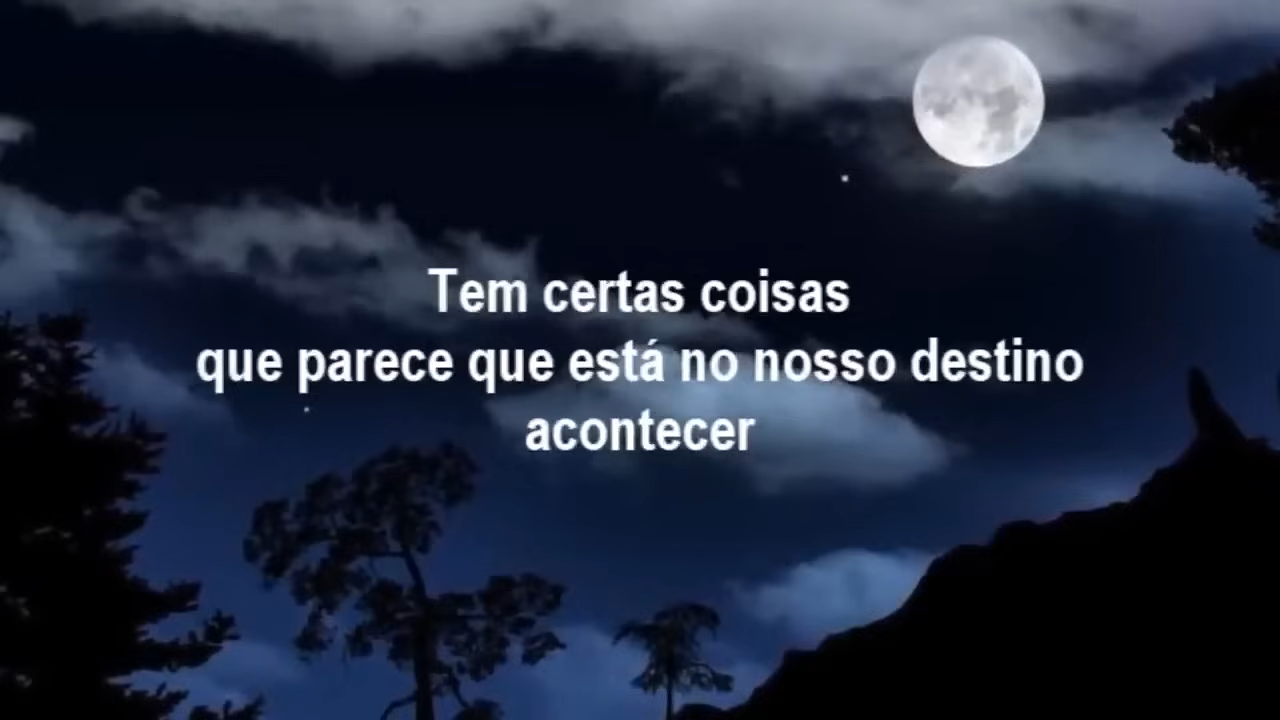 Tem certas coisas
que parece que está no nosso destino
acontecer